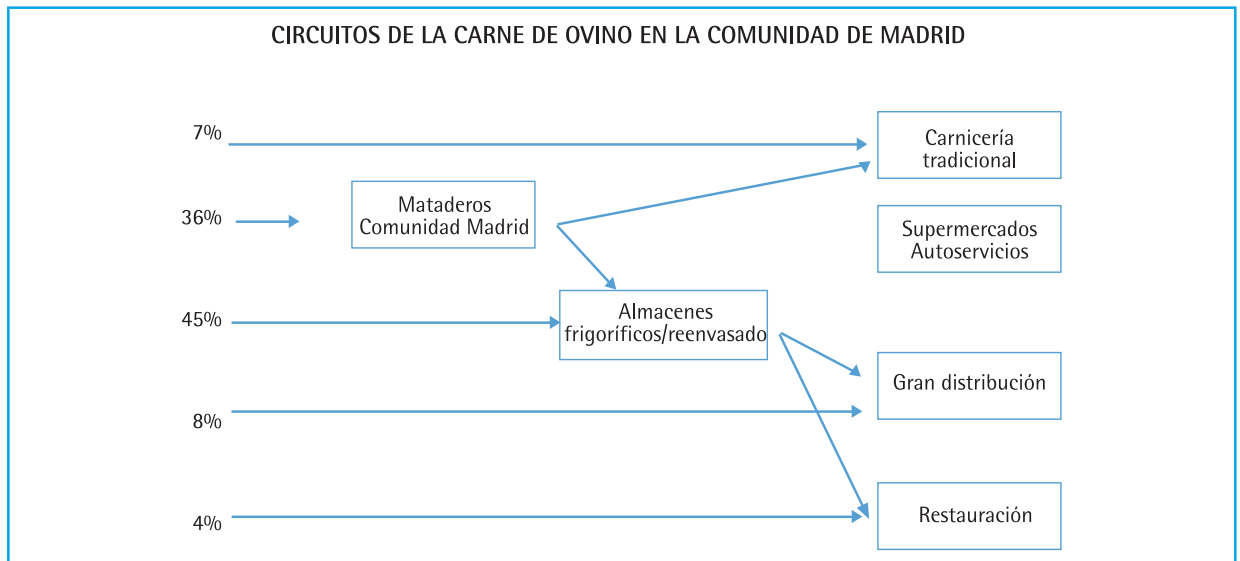 CIRCUITOS DE LA CARNE DE OVINO EN LA COMUNIDAD DE MADRID
7%
Carnicería
tradicional
36%
Mataderos
Comunidad Madrid
Supermercados
Autoservicios
45%
Almacenes
frigoríficos/reenvasado
Gran distribución
8%
4%
Restauración